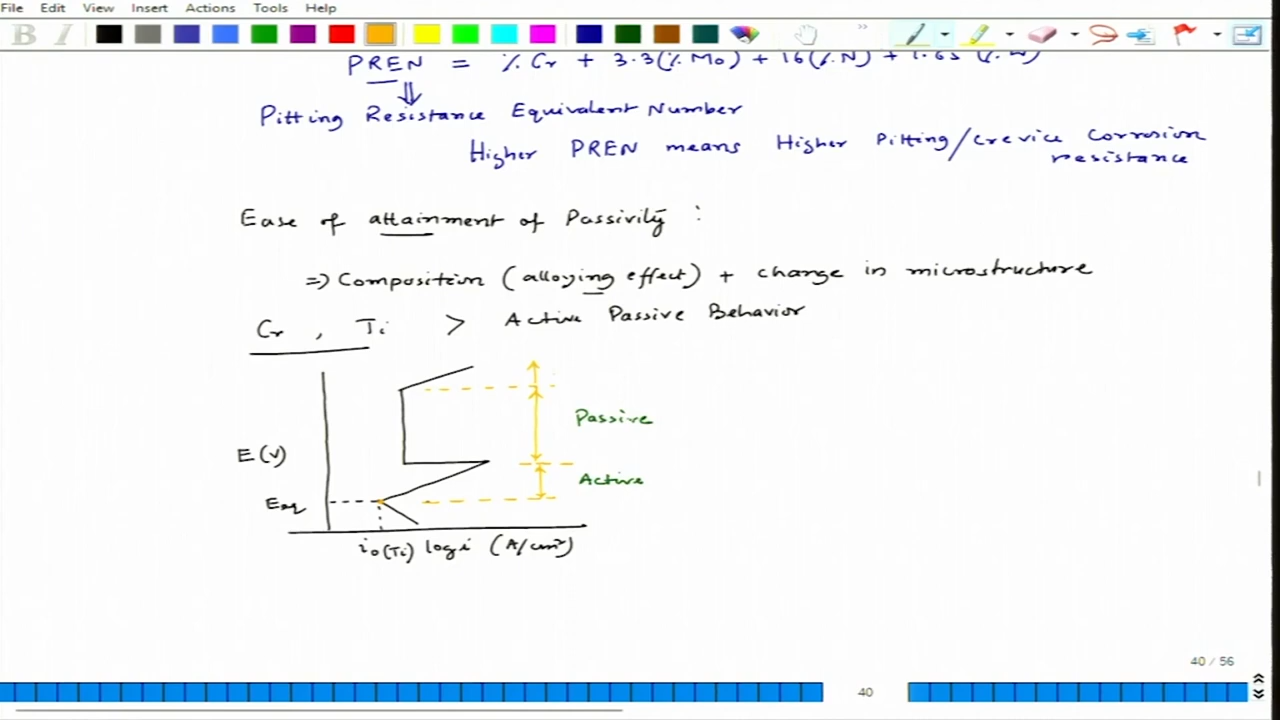 File Edit View Insert Actions Tools Help
B I
PREN = % Cr + 3.3(% Mo) + 16(% N) + 1.65 (% W)
Pitting Resistance Equivalent Number
Higher PREN means Higher Pitting/Crevice Corrosion
resistance
Ease of attainment of Passivity :
⇒ Composition (alloying effect) + change in microstructure
Cr , Ti > Active Passive Behavior
Passive
E(V)
Active
Eeq
i₀(Ti) log i (A/cm²)
40 / 56
40